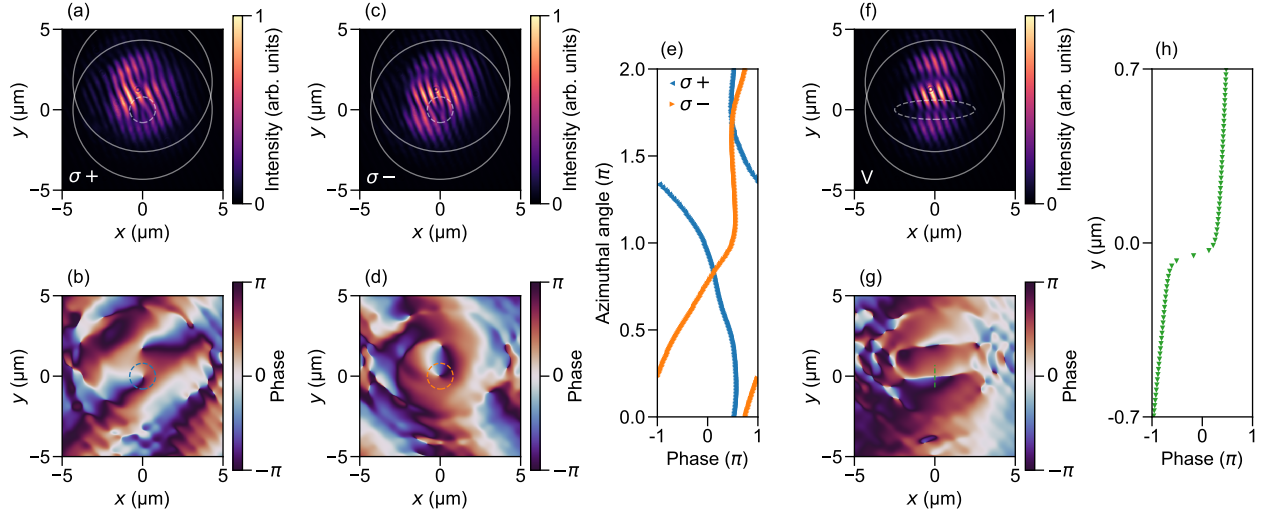 (a)
5
0
−5
y (µm)
−5
0
5
x (µm)
σ+
1
0
Intensity (arb. units)
(b)
5
0
−5
y (µm)
−5
0
5
x (µm)
π
0
−π
Phase
(c)
5
0
−5
y (µm)
−5
0
5
x (µm)
σ−
1
0
Intensity (arb. units)
(d)
5
0
−5
y (µm)
−5
0
5
x (µm)
π
0
−π
Phase
(e)
2.0
1.5
1.0
0.5
0.0
Azimuthal angle (π)
σ+
σ−
-1
0
1
Phase (π)
(f)
5
0
−5
y (µm)
−5
0
5
x (µm)
V
1
0
Intensity (arb. units)
(g)
5
0
−5
y (µm)
−5
0
5
x (µm)
π
0
−π
Phase
(h)
0.7
0.0
-0.7
y (µm)
-1
0
1
Phase (π)